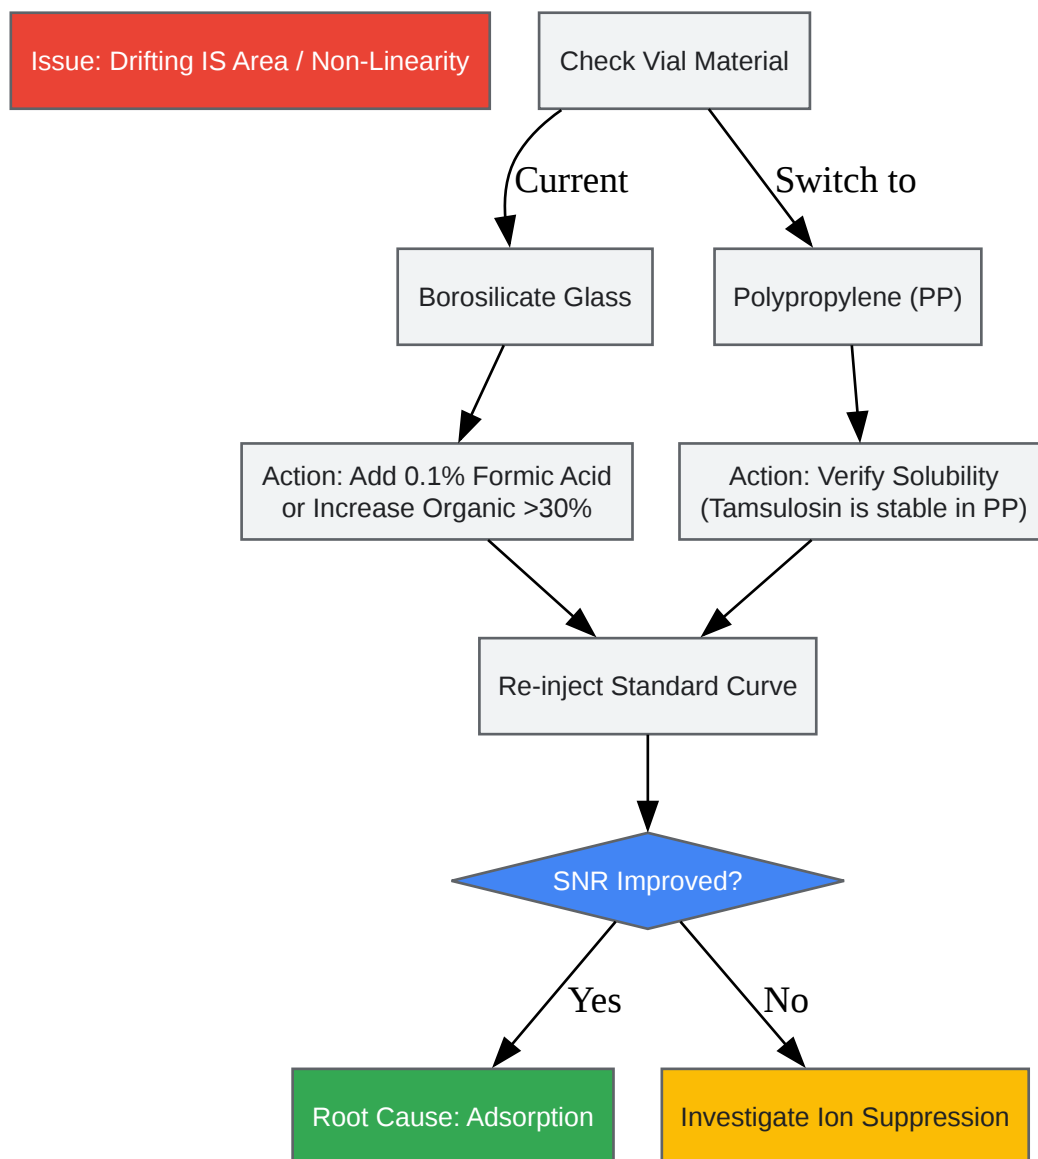 Issue: Drifting IS Area / Non-Linearity
Check Vial Material
Current
Switch to
Borosilicate Glass
Polypropylene (PP)
Action: Add 0.1% Formic Acid
or Increase Organic >30%
Action: Verify Solubility
(Tamsulosin is stable in PP)
Re-inject Standard Curve
SNR Improved?
Yes
No
Root Cause: Adsorption
Investigate Ion Suppression